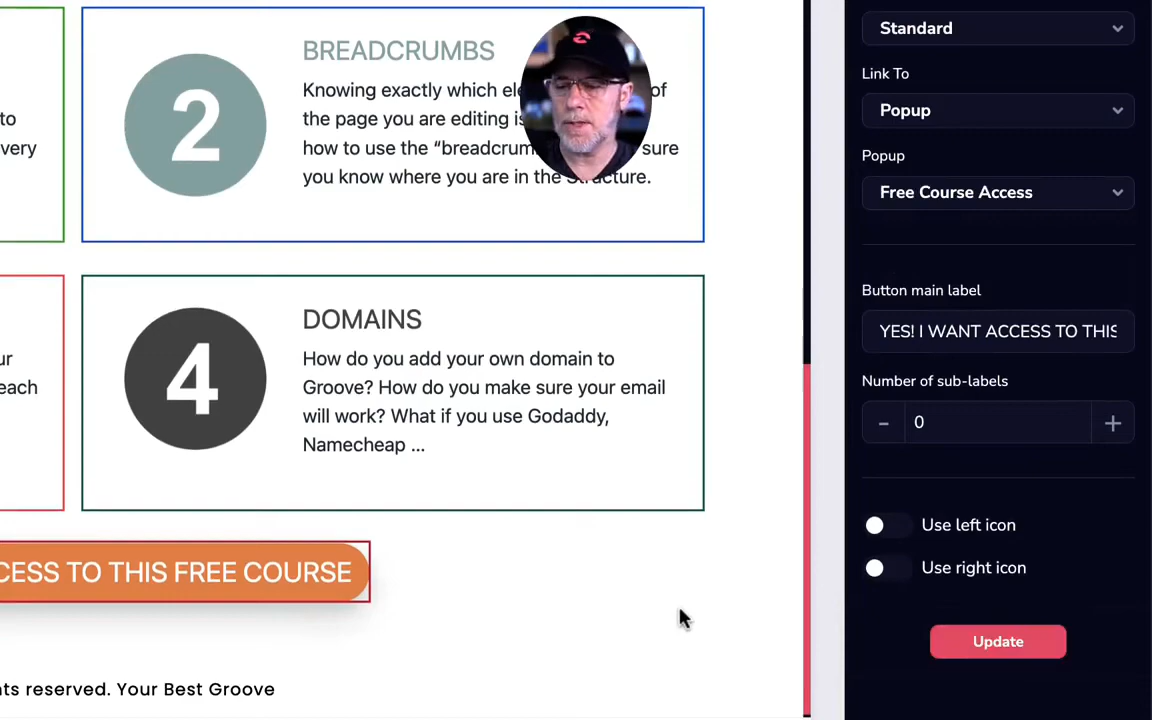 to
very
2
BREADCRUMBS
Knowing exactly which of
the page you are editing
how to use the sure
you know where you are in the
ur
each
4
DOMAINS
How do you add your own domain to
Groove? How do you make sure your email
will work? What if you use Godaddy,
Namecheap ...
CESS TO THIS FREE COURSE
nts reserved. Your Best Groove
Standard
Link To
Popup
Popup
Free Course Access
Button main label
YES! I WANT ACCESS TO THIS
Number of sub-labels
- 0 +
Use left icon
Use right icon
Update